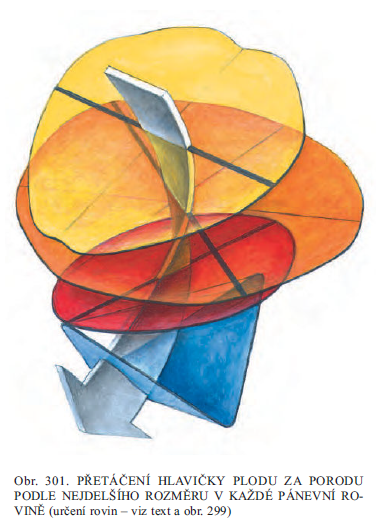 Obr. 301. PŘETÁČENÍ HLAVIČKY PLODU ZA PORODU
PODLE NEJDELŠÍHO ROZMĚRU V KAŽDÉ PÁNEVNÍ RO-
VINĚ (určení rovin – viz text a obr. 299)